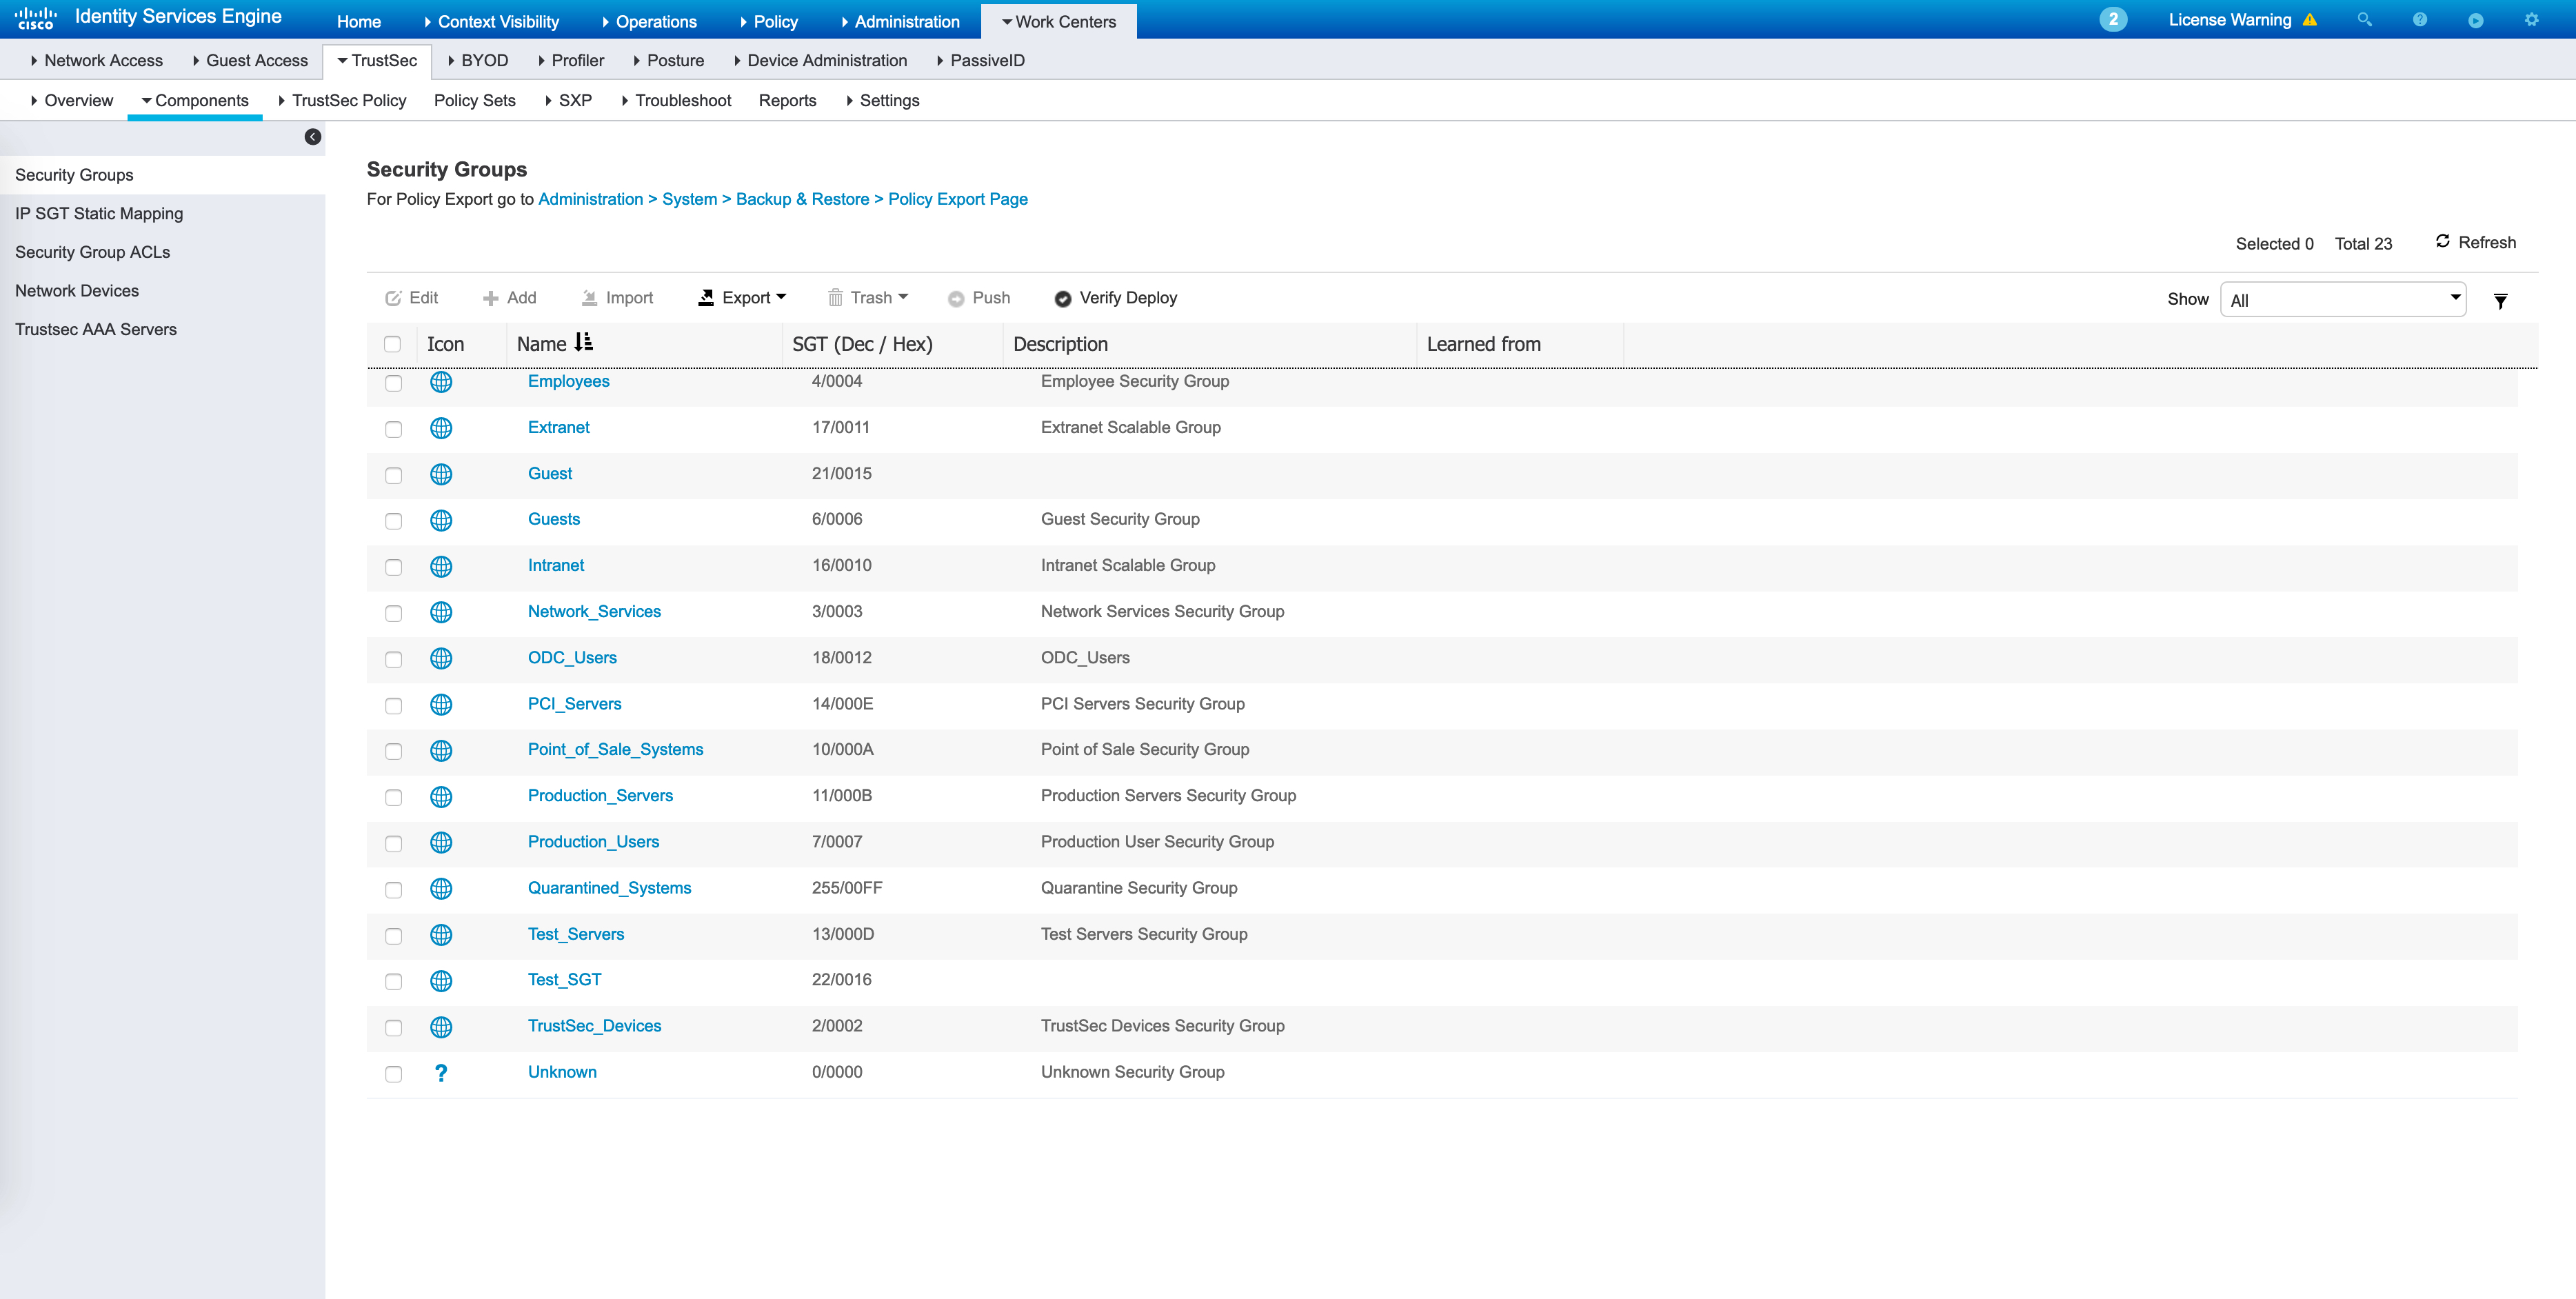 cisco Identity Services Engine Home Context Visibility Operations Policy Administration Work Centers 2 License Warning
Network Access Guest Access TrustSec BYOD Profiler Posture Device Administration PassiveID
Overview Components TrustSec Policy Policy Sets SXP Troubleshoot Reports Settings
Security Groups
IP SGT Static Mapping
Security Group ACLs
Network Devices
Trustsec AAA Servers
Security Groups
For Policy Export go to Administration > System > Backup & Restore > Policy Export Page
Selected 0 Total 23 Refresh
Edit Add Import Export Trash Push Verify Deploy Show All
Icon Name SGT (Dec / Hex) Description Learned from
Employees 4/0004 Employee Security Group
Extranet 17/0011 Extranet Scalable Group
Guest 21/0015
Guests 6/0006 Guest Security Group
Intranet 16/0010 Intranet Scalable Group
Network_Services 3/0003 Network Services Security Group
ODC_Users 18/0012 ODC_Users
PCI_Servers 14/000E PCI Servers Security Group
Point_of_Sale_Systems 10/000A Point of Sale Security Group
Production_Servers 11/000B Production Servers Security Group
Production_Users 7/0007 Production User Security Group
Quarantined_Systems 255/00FF Quarantine Security Group
Test_Servers 13/000D Test Servers Security Group
Test_SGT 22/0016
TrustSec_Devices 2/0002 TrustSec Devices Security Group
? Unknown 0/0000 Unknown Security Group